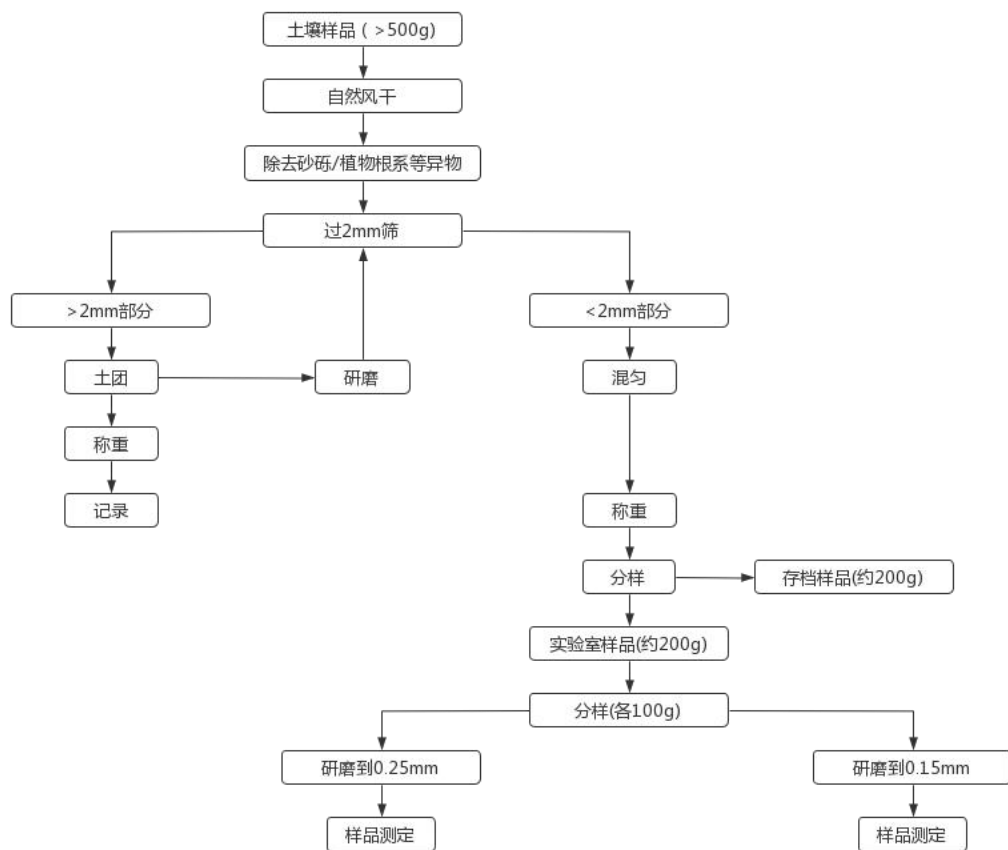 土壤样品（>500g)
自然风干
除去砂砾/植物根系等异物
过2mm筛
>2mm部分
<2mm部分
土团
研磨
混匀
称重
记录
称重
分样
存档样品(约200g)
实验室样品(约200g)
分样(各100g)
研磨到0.25mm
研磨到0.15mm
样品测定
样品测定